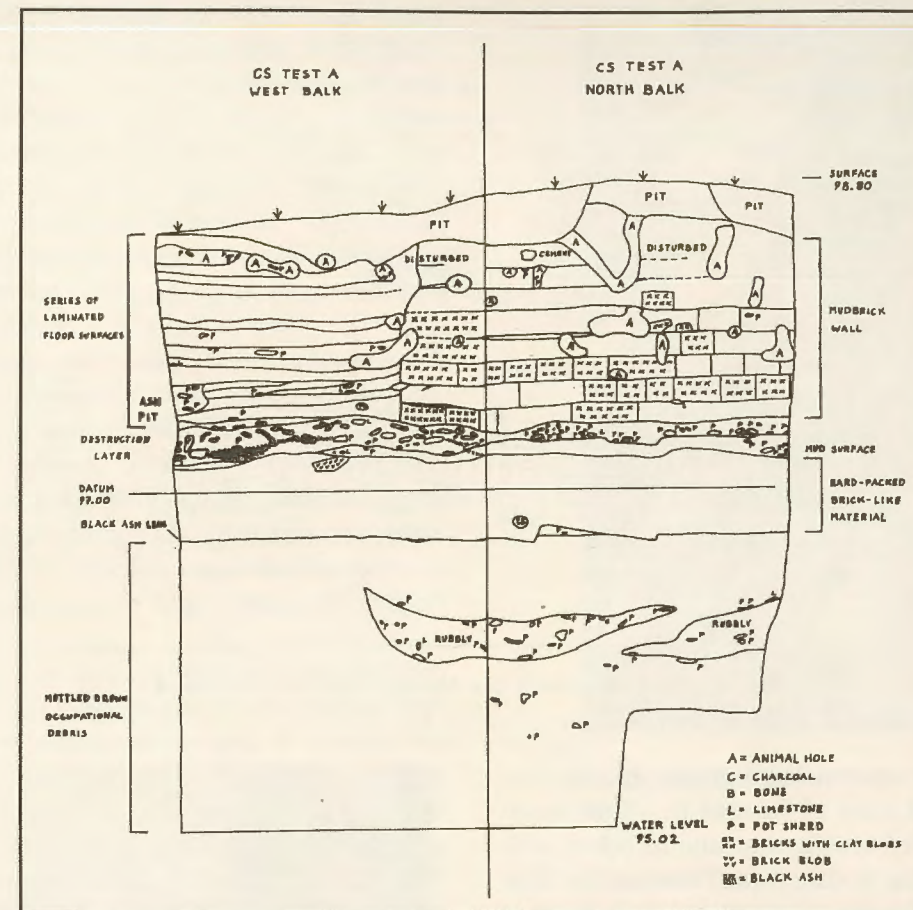 CS TEST A
WEST BALK
CS TEST A
NORTH BALK
SURFACE
98.80
PIT
PIT
PIT
DISTURBED
DISTURBED
CEMENT
SERIES OF
LAMINATED
FLOOR SURFACES
MUDBRICK
WALL
ASH
PIT
DESTRUCTION
LAYER
MUD SURFACE
DATUM
97.00
HARD-PACKED
BRICK-LIKE
MATERIAL
BLACK ASH LENS
RUBBLY
RUBBLY
MOTTLED BROWN
OCCUPATIONAL
DEBRIS
WATER LEVEL
95.02
A = ANIMAL HOLE
C = CHARCOAL
B = BONE
L = LIMESTONE
P = POT SHERD
= BRICKS WITH CLAY BLOBS
= BRICK BLOB
= BLACK ASH